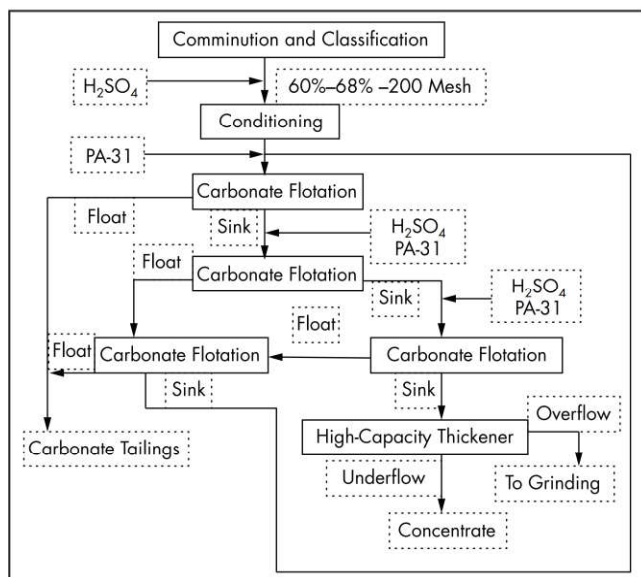 Comminution and Classification
H₂SO₄
60%–68% –200 Mesh
Conditioning
PA-31
Carbonate Flotation
Float
Sink
H₂SO₄
PA-31
Float
Carbonate Flotation
Sink
H₂SO₄
PA-31
Float
Float
Carbonate Flotation
Carbonate Flotation
Sink
Sink
Overflow
High-Capacity Thickener
Carbonate Tailings
Underflow
To Grinding
Concentrate